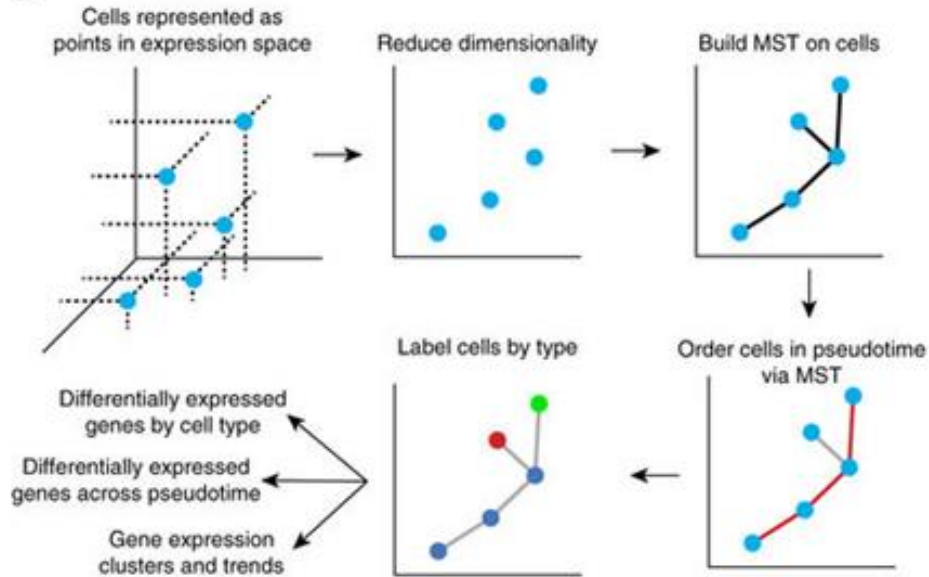 Cells represented as
points in expression space
Reduce dimensionality
Build MST on cells
Order cells in pseudotime
via MST
Label cells by type
Differentially expressed
genes by cell type
Differentially expressed
genes across pseudotime
Gene expression
clusters and trends